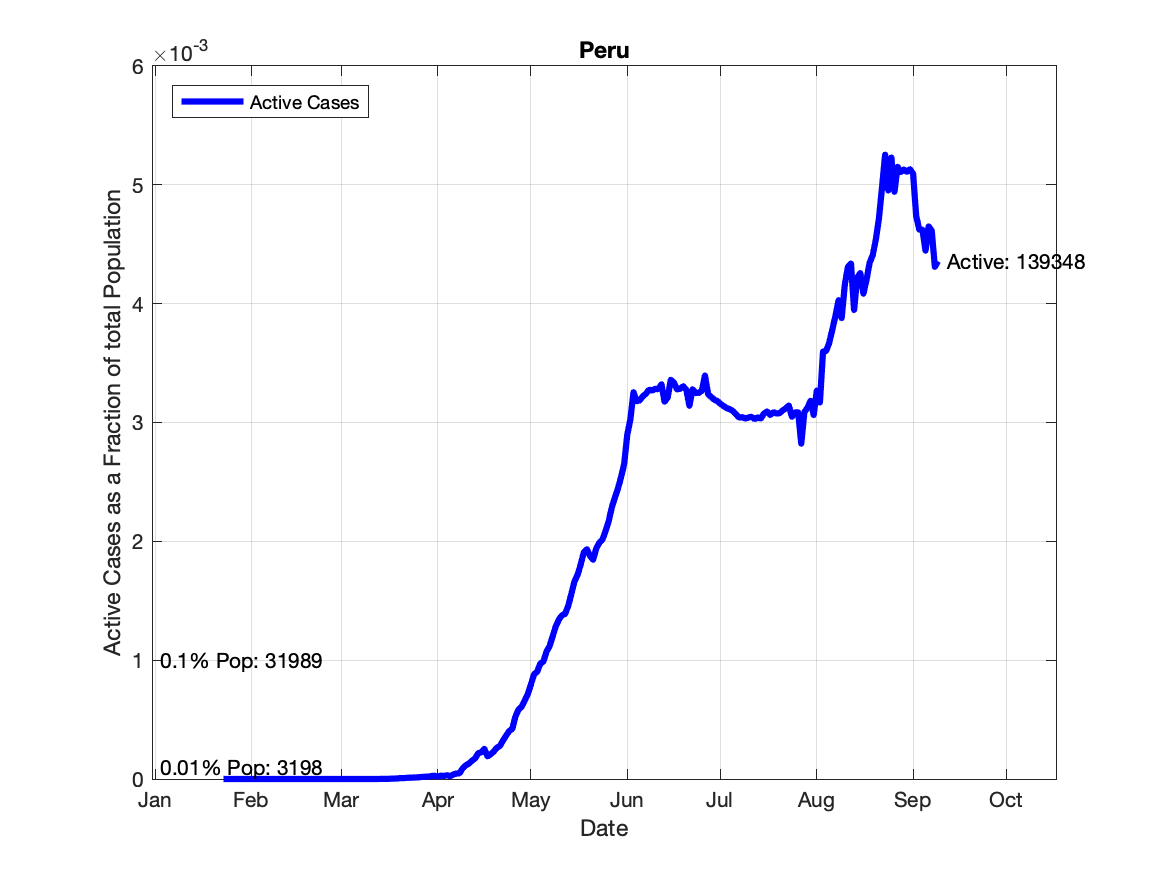 Peru
×10-3
6
5
4
3
2
1
0
Active Cases as a Fraction of total Population
Active Cases
Active: 139348
0.1% Pop: 31989
0.01% Pop: 3198
Jan Feb Mar Apr May Jun Jul Aug Sep Oct
Date